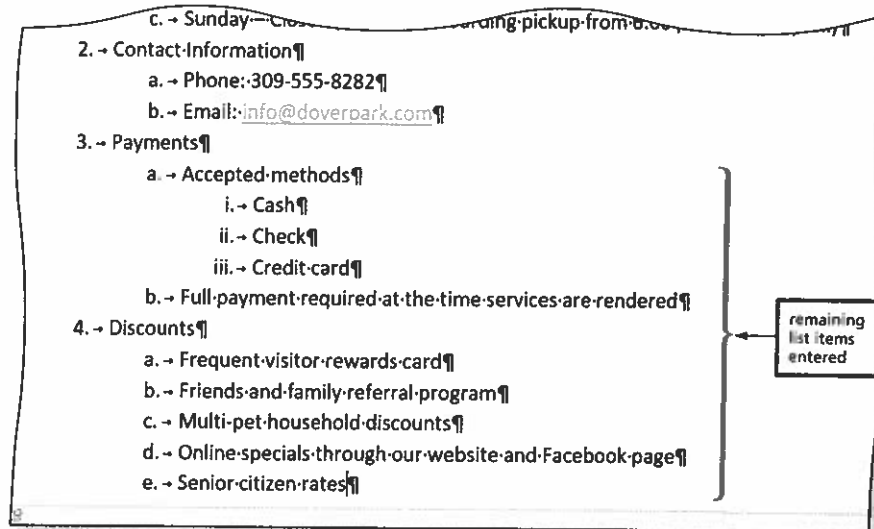 c. → Sunday pickup·from
2. → Contact·Information¶
a. → Phone:·309-555-8282¶
b. → Email:·info@doverpark.com¶
3. → Payments¶
a. → Accepted·methods¶
i. → Cash¶
ii. → Check¶
iii. → Credit·card¶
b. → Full·payment·required·at·the·time·services·are·rendered¶
4. → Discounts¶
a. → Frequent·visitor·rewards·card¶
b. → Friends·and·family·referral·program¶
c. → Multi-pet·household·discounts¶
d. → Online·specials·through·our·website·and·Facebook·page¶
e. → Senior·citizen·rates¶
remaining
list items
entered